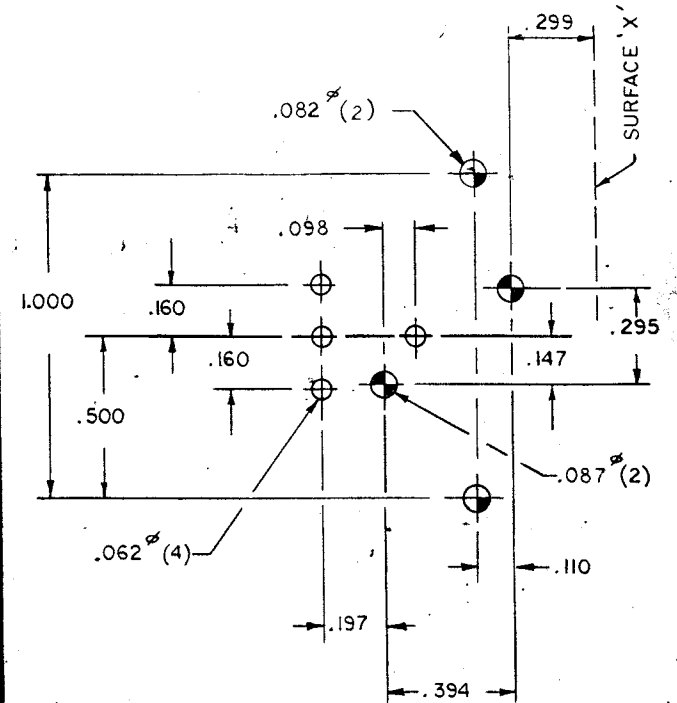 .299
SURFACE 'X'
.082 ⌀ (2)
.098
1.000
.160
.295
.160
.147
.500
.087 ⌀ (2)
.062 ⌀ (4)
.110
.197
.394